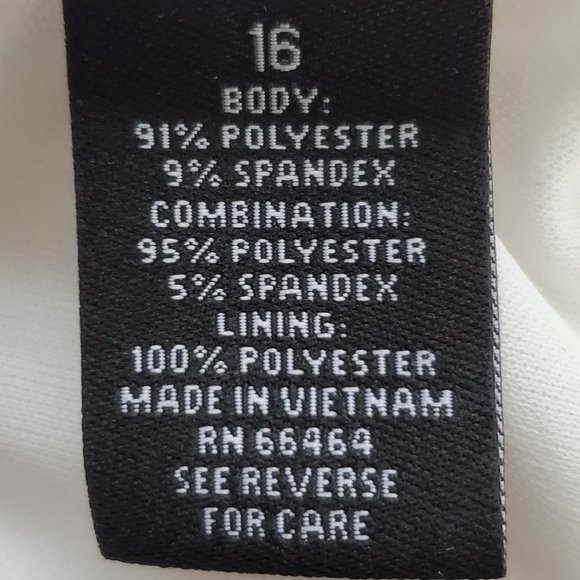 16
BODY:
91% POLYESTER
9% SPANDEX
COMBINATION:
95% POLYESTER
5% SPANDEX
LINING:
100% POLYESTER
MADE IN VIETNAM
RN 66464
SEE REVERSE
FOR CARE